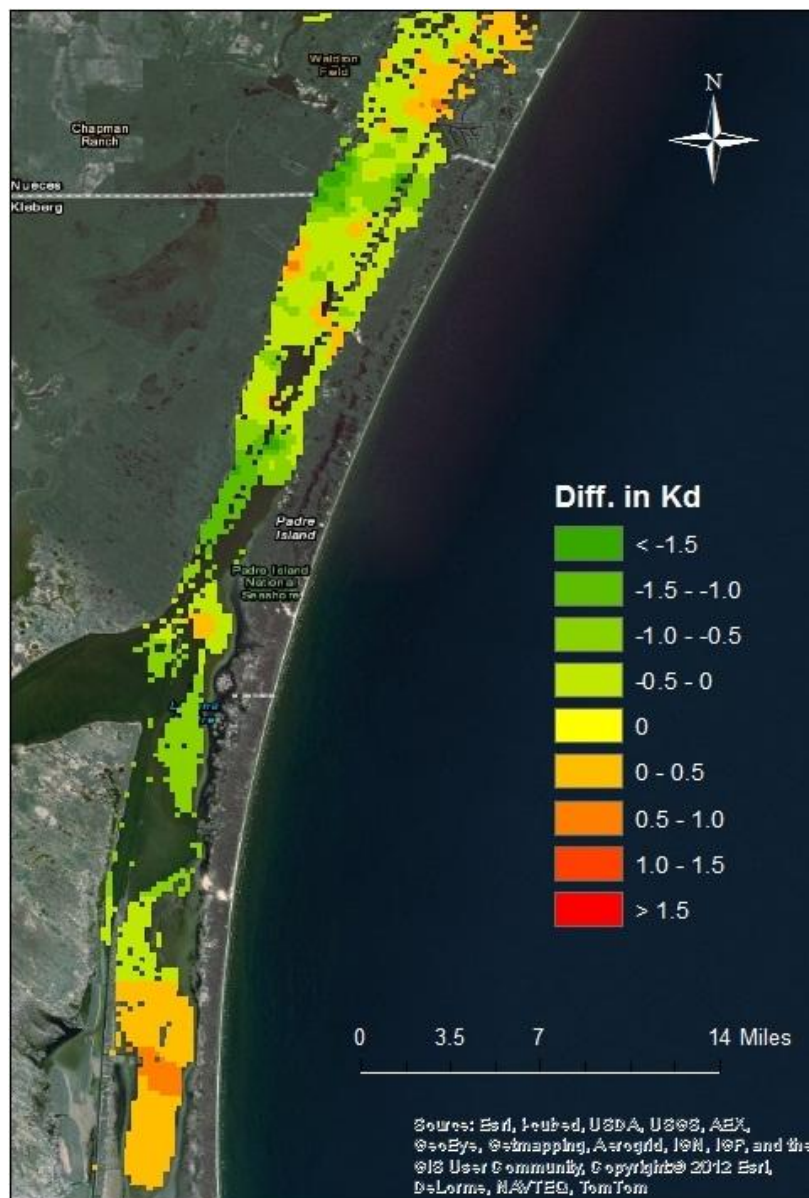 Waldron
Field
N
Chapman
Ranch
Nueces
Kleberg
Diff. in Kd
< -1.5
-1.5 - -1.0
Padre
Island
Padre Island
National
Seashore
-1.0 - -0.5
-0.5 - 0
0
0 - 0.5
0.5 - 1.0
1.0 - 1.5
> 1.5
0 3.5 7 14 Miles
Source: Esri, i-cubed, USDA, USGS, AEX,
GeoEye, Getmapping, Aerogrid, IGN, IGP, and the
GIS User Community, Copyright:© 2012 Esri,
DeLorme, NAVTEQ, TomTom